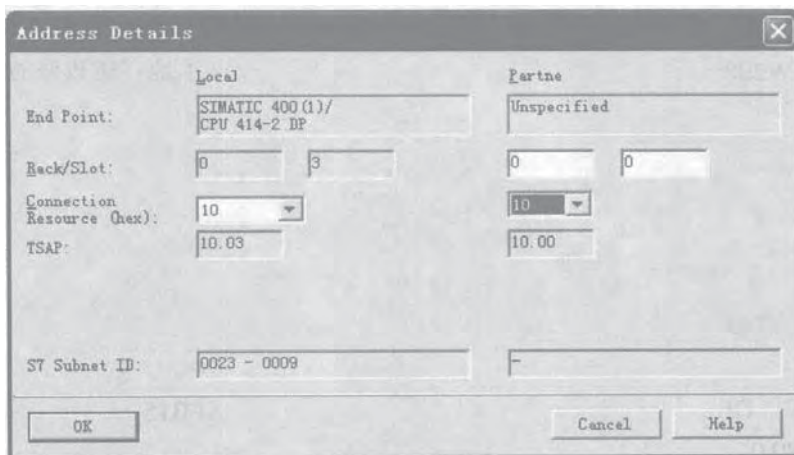 Address Details
Local Partne
End Point: SIMATIC 400(1)/ Unspecified
CPU 414-2 DP
Rack/Slot: 0 3 0 0
Connection
Resource (hex): 10 10
TSAP: 10.03 10.00
S7 Subnet ID: 0023 - 0009 -
OK Cancel Help